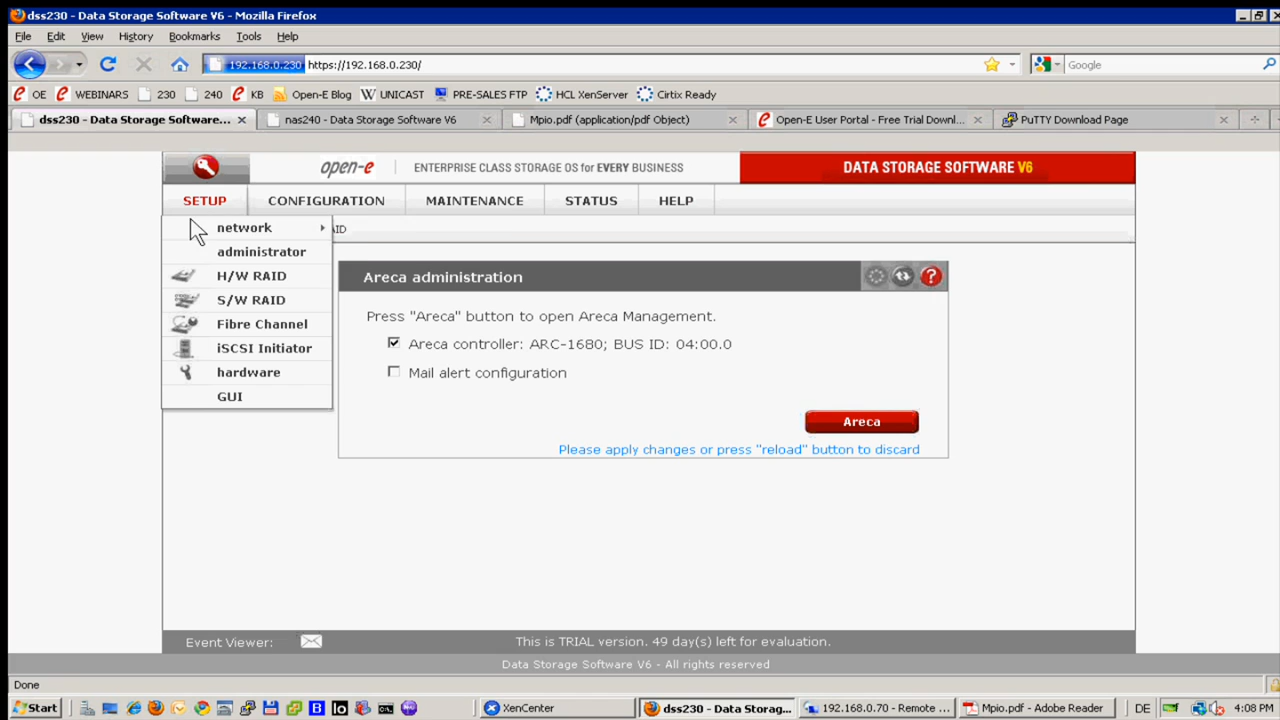 dss230 - Data Storage Software V6 - Mozilla Firefox
File Edit View History Bookmarks Tools Help
192.168.0.230 https://192.168.0.230/ Google
OE WEBINARS 230 240 KB Open-E Blog UNICAST PRE-SALES FTP HCL XenServer Cirtix Ready
dss230 - Data Storage Software... nas240 - Data Storage Software V6 Mpio.pdf (application/pdf Object) Open-E User Portal - Free Trial Downl... PuTTY Download Page
open-e ENTERPRISE CLASS STORAGE OS for EVERY BUSINESS DATA STORAGE SOFTWARE V6
SETUP CONFIGURATION MAINTENANCE STATUS HELP
network
AID
administrator
H/W RAID
S/W RAID
Fibre Channel
iSCSI Initiator
hardware
GUI
Areca administration
Press "Areca" button to open Areca Management.
Areca controller: ARC-1680; BUS ID: 04:00.0
Mail alert configuration
Areca
Please apply changes or press "reload" button to discard
Event Viewer: This is TRIAL version. 49 day(s) left for evaluation.
Data Storage Software V6 - All rights reserved
Done
Start XenCenter dss230 - Data Storag... 192.168.0.70 - Remote ... Mpio.pdf - Adobe Reader DE 4:08 PM